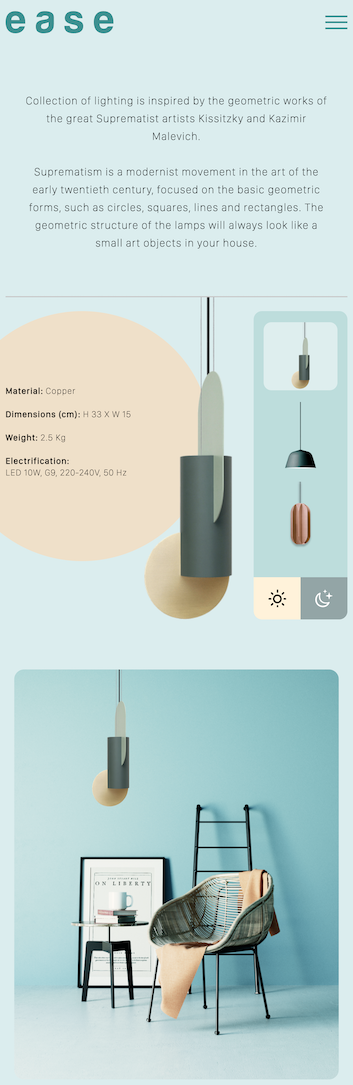 ease
Collection of lighting is inspired by the geometric works of
the great Suprematist artists Kissitzky and Kazimir
Malevich.
Suprematism is a modernist movement in the art of the
early twentieth century, focused on the basic geometric
forms, such as circles, squares, lines and rectangles. The
geometric structure of the lamps will always look like a
small art objects in your house.
Material: Copper
Dimensions (cm): H 33 X W 15
Weight: 2.5 Kg
Electrification:
LED 10W, G9, 220-240V, 50 Hz
ON LIBERTY